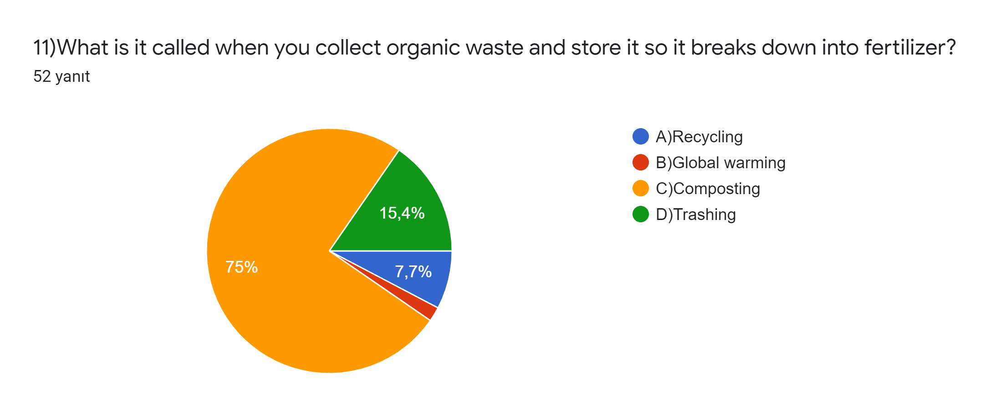 11)What is it called when you collect organic waste and store it so it breaks down into fertilizer?
52 yanıt
A)Recycling
B)Global warming
C)Composting
D)Trashing
15,4%
75%
7,7%